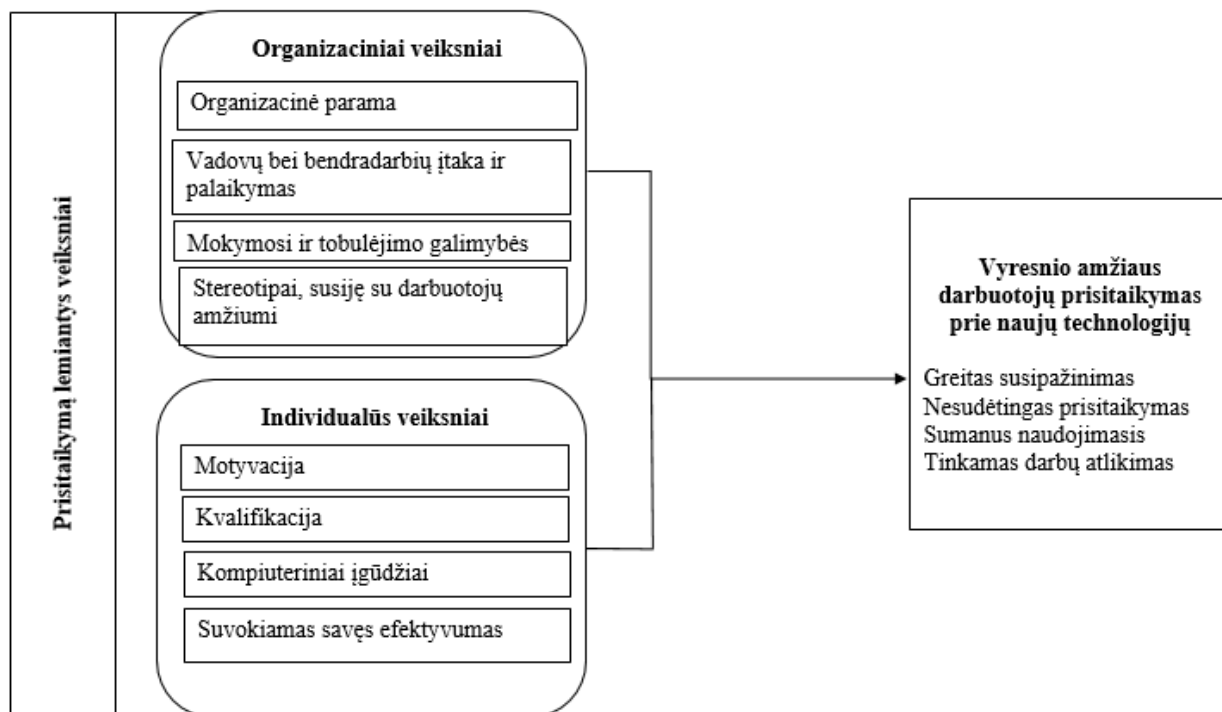 Prisitaikymą lemiantys veiksniai
Organizaciniai veiksniai
Organizacinė parama
Vadovų bei bendradarbių įtaka ir
palaikymas
Mokymosi ir tobulėjimo galimybės
Stereotipai, susiję su darbuotojų
amžiumi
Individualūs veiksniai
Motyvacija
Kvalifikacija
Kompiuteriniai įgūdžiai
Suvokiamas savęs efektyvumas
Vyresnio amžiaus
darbuotojų prisitaikymas
prie naujų technologijų
Greitas susipažinimas
Nesudėtingas prisitaikymas
Sumanus naudojimasis
Tinkamas darbų atlikimas